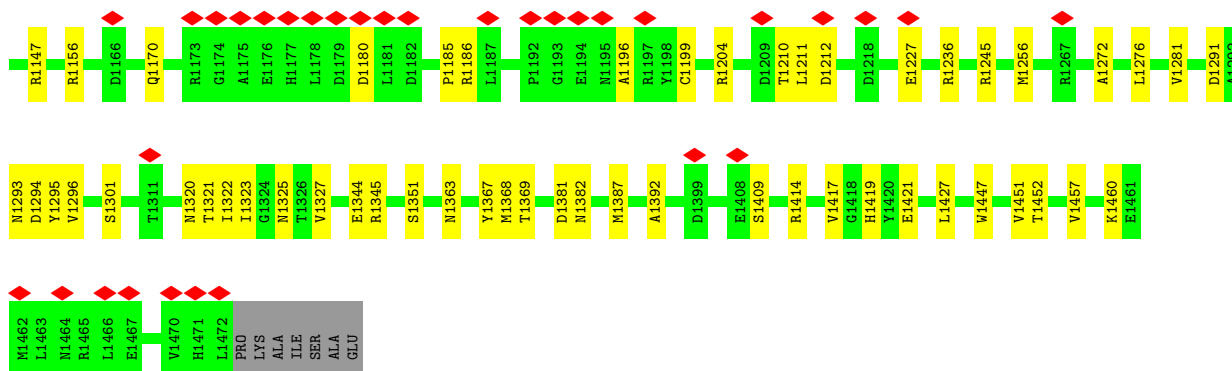 R1147 R1156 D1166 Q1170 R1173 G1174 A1175 E1176 H1177 L1178 D1179 D1180 L1181 D1182 P1185 R1186 L1187 P1192 G1193 E1194 N1195 A1196 R1197 Y1198 C1199 R1204 D1209 T1210 L1211 D1212 D1218 E1227 R1236 R1245 M1256 R1267 A1272 L1276 V1281 D1291 A1292
N1293 D1294 Y1295 V1296 S1301 T1311 N1320 T1321 I1322 I1323 G1324 N1325 T1326 V1327 E1344 R1345 S1351 N1363 Y1367 M1368 T1369 D1381 N1382 M1387 A1392 D1399 E1408 S1409 R1414 V1417 G1418 H1419 Y1420 E1421 L1427 W1447 V1451 T1452 V1457 K1460 E1461
M1462 L1463 N1464 R1465 L1466 E1467 V1470 H1471 L1472 PRO LYS ALA ILE SER ALA GLU